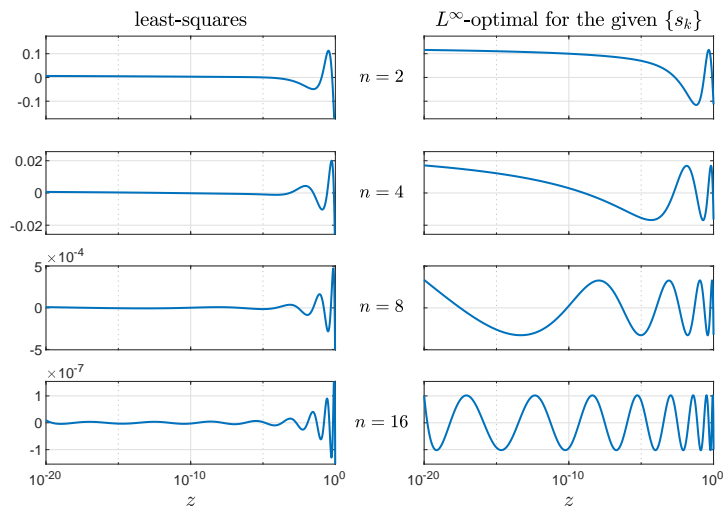 least-squares
L∞-optimal for the given {s_k}
0.1
0
-0.1
n = 2
0.02
0
-0.02
n = 4
×10⁻⁴
5
0
-5
n = 8
×10⁻⁷
1
0
-1
n = 16
10⁻²⁰ 10⁻¹⁰ 10⁰
10⁻²⁰ 10⁻¹⁰ 10⁰
z
z